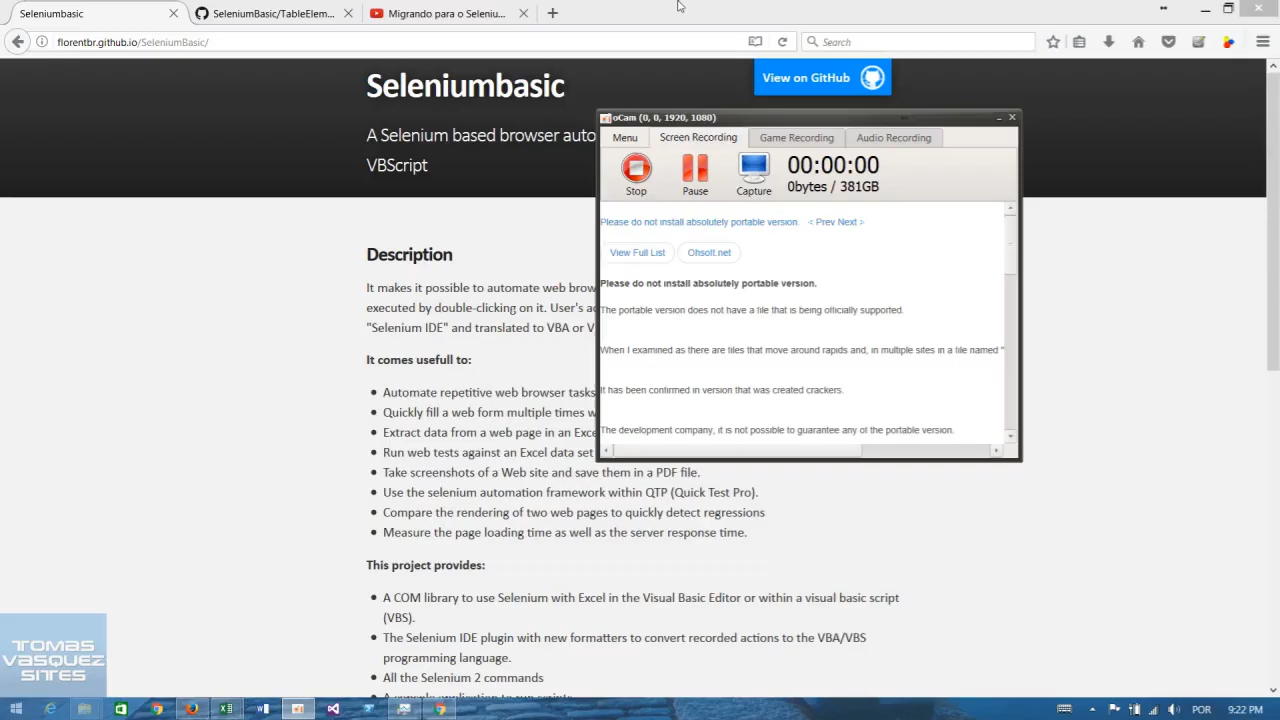 Seleniumbasic
SeleniumBasic/TableElem...
Migrando para o Seleniu...
florentbr.github.io/SeleniumBasic/
Search
Seleniumbasic
View on GitHub
A Selenium based browser auto
VBScript
oCam (0, 0, 1920, 1080)
Menu
Screen Recording
Game Recording
Audio Recording
Stop
Pause
Capture
00:00:00
0bytes / 381GB
Please do not install absolutely portable version. < Prev Next >
View Full List
Ohsoft.net
Please do not install absolutely portable version.
The portable version does not have a file that is being officially supported.
When I examined as there are files that move around rapids and, in multiple sites in a file named "
It has been confirmed in version that was created crackers.
The development company, it is not possible to guarantee any of the portable version.
Description
It makes it possible to automate web brow
executed by double-clicking on it. User's ac
"Selenium IDE" and translated to VBA or V
It comes usefull to:
Automate repetitive web browser tasks
Quickly fill a web form multiple times w
Extract data from a web page in an Exce
Run web tests against an Excel data set
Take screenshots of a Web site and save them in a PDF file.
Use the selenium automation framework within QTP (Quick Test Pro).
Compare the rendering of two web pages to quickly detect regressions
Measure the page loading time as well as the server response time.
This project provides:
A COM library to use Selenium with Excel in the Visual Basic Editor or within a visual basic script
(VBS).
The Selenium IDE plugin with new formatters to convert recorded actions to the VBA/VBS
programming language.
All the Selenium 2 commands
A console application to run scripts
TOMAS
VASQUEZ
SITES
POR
9:22 PM